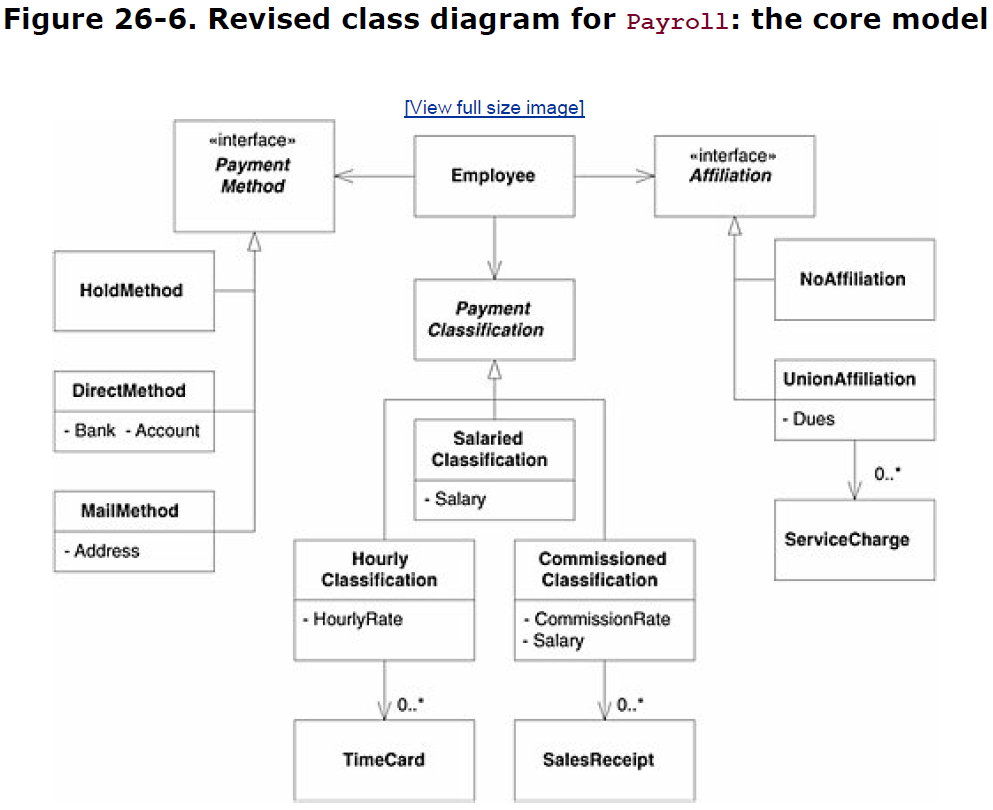 Figure 26-6. Revised class diagram for Payroll: the core model
[View full size image]
«interface»
Payment
Method
Employee
«interface»
Affiliation
HoldMethod
Payment
Classification
NoAffiliation
DirectMethod
- Bank - Account
UnionAffiliation
- Dues
0..*
Salaried
Classification
- Salary
MailMethod
- Address
ServiceCharge
Hourly
Classification
- HourlyRate
0..*
Commissioned
Classification
- CommissionRate
- Salary
0..*
TimeCard
SalesReceipt